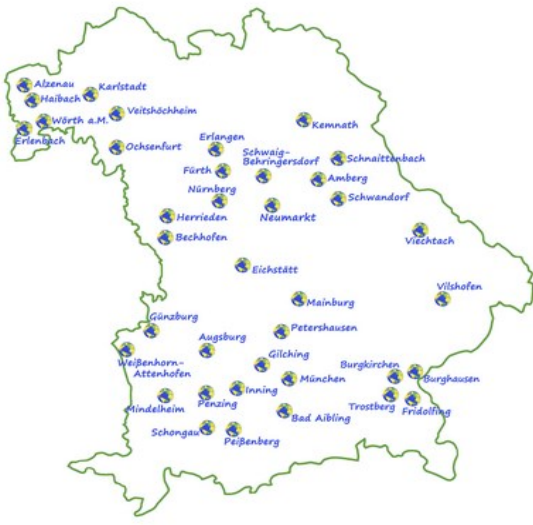 Alzenau
Karlstadt
Haibach
Veitshöchheim
Wörth a.M.
Kemnath
Erlenbach
Ochsenfurt
Erlangen
Schwaig-
Behringersdorf
Schnaittenbach
Fürth
Amberg
Nürnberg
Schwandorf
Neumarkt
Herrieden
Viechtach
Bechhofen
Eichstätt
Mainburg
Vilshofen
Günzburg
Petershausen
Augsburg
Weißenhorn-
Attenhofen
Gilching
Burgkirchen
München
Burghausen
Inning
Mindelheim
Penzing
Trostberg
Fridolfing
Bad Aibling
Schongau
Peißenberg